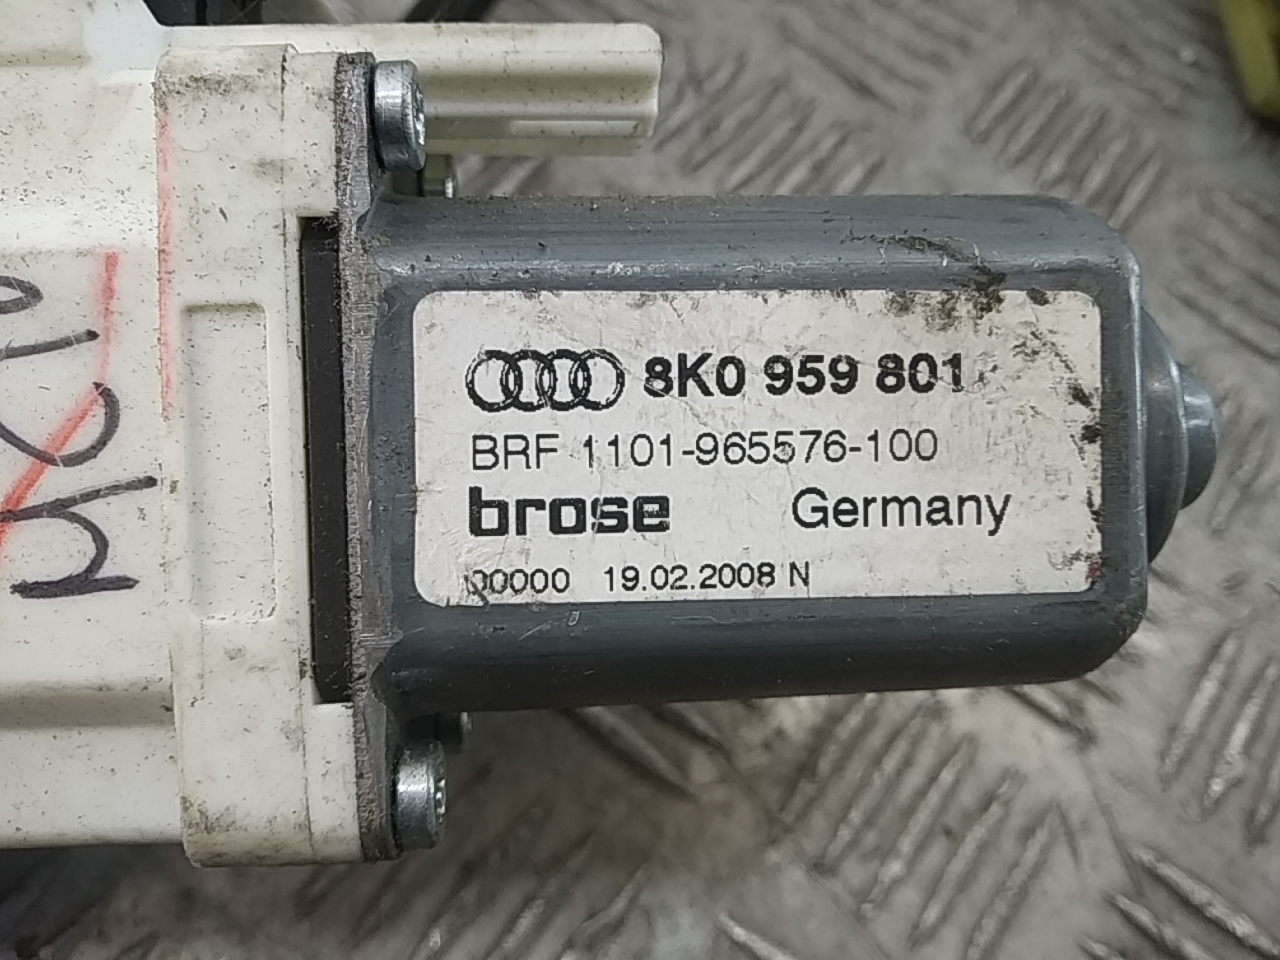 8K0 959 801
BRF 1101-965576-100
brose Germany
00000 19.02.2008 N